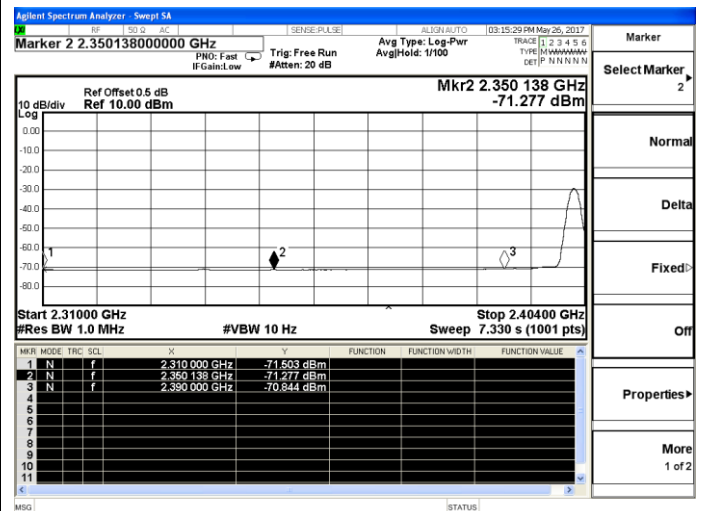 Agilent Spectrum Analyzer - Swept SA
RF 50 Ω AC SENSE:PULSE ALIGN AUTO 03:15:29 PM May 26, 2017
Marker 2 2.350138000000 GHz
PNO: Fast
IFGain:Low
Trig: Free Run
#Atten: 20 dB
Avg Type: Log-Pwr
Avg|Hold: 1/100
TRACE 1 2 3 4 5 6
TYPE MWWWWW
DET P N N N N N
Ref Offset 0.5 dB
10 dB/div Ref 10.00 dBm
Log
Mkr2 2.350 138 GHz
-71.277 dBm
0.00
-10.0
-20.0
-30.0
-40.0
-50.0
-60.0
-70.0
-80.0
1
2
3
Start 2.31000 GHz Stop 2.40400 GHz
#Res BW 1.0 MHz #VBW 10 Hz Sweep 7.330 s (1001 pts)
MKR MODE TRC SCL X Y FUNCTION FUNCTION WIDTH FUNCTION VALUE
1 N f 2.310 000 GHz -71.503 dBm
2 N f 2.350 138 GHz -71.277 dBm
3 N f 2.390 000 GHz -70.844 dBm
4
5
6
7
8
9
10
11
MSG STATUS
Marker
Select Marker
2
Normal
Delta
Fixed
Off
Properties
More
1 of 2